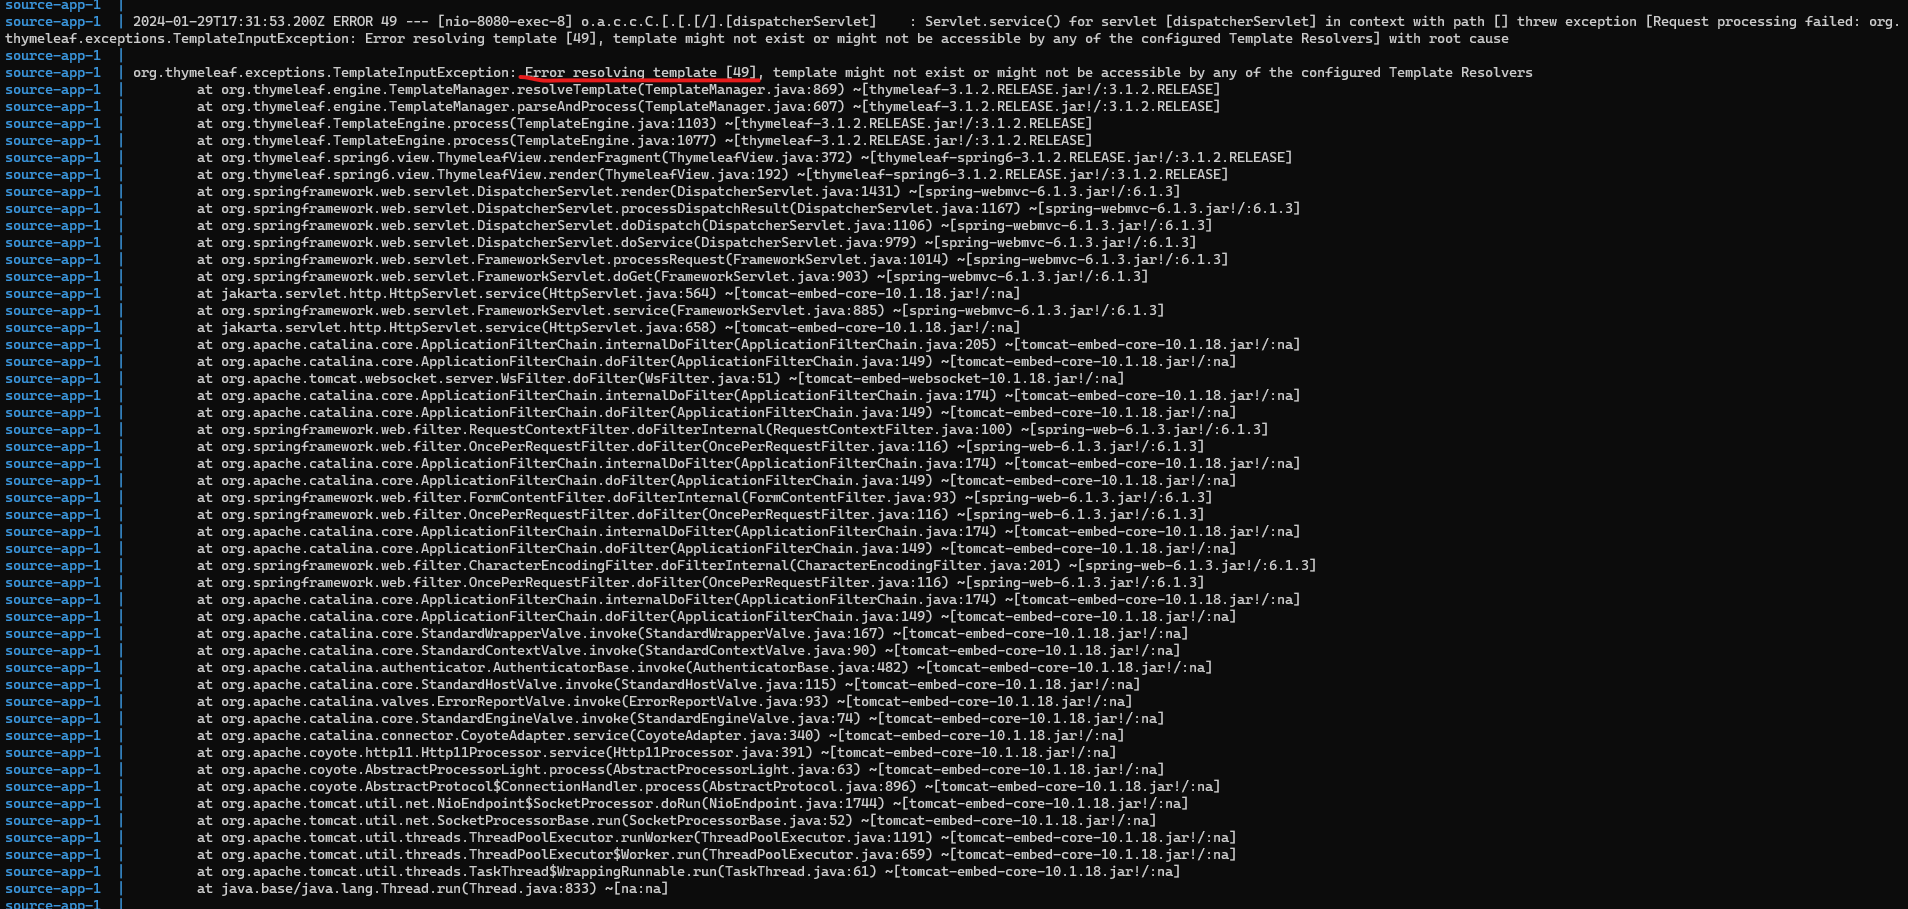 source-app-1  |
source-app-1  | 2024-01-29T17:31:53.200Z ERROR 49 --- [nio-8080-exec-8] o.a.c.c.C.[.[.[/].[dispatcherServlet]    : Servlet.service() for servlet [dispatcherServlet] in context with path [] threw exception [Request processing failed: org.
thymeleaf.exceptions.TemplateInputException: Error resolving template [49], template might not exist or might not be accessible by any of the configured Template Resolvers] with root cause
source-app-1  |
source-app-1  | org.thymeleaf.exceptions.TemplateInputException: Error resolving template [49], template might not exist or might not be accessible by any of the configured Template Resolvers
source-app-1  |         at org.thymeleaf.engine.TemplateManager.resolveTemplate(TemplateManager.java:869) ~[thymeleaf-3.1.2.RELEASE.jar!/:3.1.2.RELEASE]
source-app-1  |         at org.thymeleaf.engine.TemplateManager.parseAndProcess(TemplateManager.java:607) ~[thymeleaf-3.1.2.RELEASE.jar!/:3.1.2.RELEASE]
source-app-1  |         at org.thymeleaf.TemplateEngine.process(TemplateEngine.java:1103) ~[thymeleaf-3.1.2.RELEASE.jar!/:3.1.2.RELEASE]
source-app-1  |         at org.thymeleaf.TemplateEngine.process(TemplateEngine.java:1077) ~[thymeleaf-3.1.2.RELEASE.jar!/:3.1.2.RELEASE]
source-app-1  |         at org.thymeleaf.spring6.view.ThymeleafView.renderFragment(ThymeleafView.java:372) ~[thymeleaf-spring6-3.1.2.RELEASE.jar!/:3.1.2.RELEASE]
source-app-1  |         at org.thymeleaf.spring6.view.ThymeleafView.render(ThymeleafView.java:192) ~[thymeleaf-spring6-3.1.2.RELEASE.jar!/:3.1.2.RELEASE]
source-app-1  |         at org.springframework.web.servlet.DispatcherServlet.render(DispatcherServlet.java:1431) ~[spring-webmvc-6.1.3.jar!/:6.1.3]
source-app-1  |         at org.springframework.web.servlet.DispatcherServlet.processDispatchResult(DispatcherServlet.java:1167) ~[spring-webmvc-6.1.3.jar!/:6.1.3]
source-app-1  |         at org.springframework.web.servlet.DispatcherServlet.doDispatch(DispatcherServlet.java:1106) ~[spring-webmvc-6.1.3.jar!/:6.1.3]
source-app-1  |         at org.springframework.web.servlet.DispatcherServlet.doService(DispatcherServlet.java:979) ~[spring-webmvc-6.1.3.jar!/:6.1.3]
source-app-1  |         at org.springframework.web.servlet.FrameworkServlet.processRequest(FrameworkServlet.java:1014) ~[spring-webmvc-6.1.3.jar!/:6.1.3]
source-app-1  |         at org.springframework.web.servlet.FrameworkServlet.doGet(FrameworkServlet.java:903) ~[spring-webmvc-6.1.3.jar!/:6.1.3]
source-app-1  |         at jakarta.servlet.http.HttpServlet.service(HttpServlet.java:564) ~[tomcat-embed-core-10.1.18.jar!/:na]
source-app-1  |         at org.springframework.web.servlet.FrameworkServlet.service(FrameworkServlet.java:885) ~[spring-webmvc-6.1.3.jar!/:6.1.3]
source-app-1  |         at jakarta.servlet.http.HttpServlet.service(HttpServlet.java:658) ~[tomcat-embed-core-10.1.18.jar!/:na]
source-app-1  |         at org.apache.catalina.core.ApplicationFilterChain.internalDoFilter(ApplicationFilterChain.java:205) ~[tomcat-embed-core-10.1.18.jar!/:na]
source-app-1  |         at org.apache.catalina.core.ApplicationFilterChain.doFilter(ApplicationFilterChain.java:149) ~[tomcat-embed-core-10.1.18.jar!/:na]
source-app-1  |         at org.apache.tomcat.websocket.server.WsFilter.doFilter(WsFilter.java:51) ~[tomcat-embed-websocket-10.1.18.jar!/:na]
source-app-1  |         at org.apache.catalina.core.ApplicationFilterChain.internalDoFilter(ApplicationFilterChain.java:174) ~[tomcat-embed-core-10.1.18.jar!/:na]
source-app-1  |         at org.apache.catalina.core.ApplicationFilterChain.doFilter(ApplicationFilterChain.java:149) ~[tomcat-embed-core-10.1.18.jar!/:na]
source-app-1  |         at org.springframework.web.filter.RequestContextFilter.doFilterInternal(RequestContextFilter.java:100) ~[spring-web-6.1.3.jar!/:6.1.3]
source-app-1  |         at org.springframework.web.filter.OncePerRequestFilter.doFilter(OncePerRequestFilter.java:116) ~[spring-web-6.1.3.jar!/:6.1.3]
source-app-1  |         at org.apache.catalina.core.ApplicationFilterChain.internalDoFilter(ApplicationFilterChain.java:174) ~[tomcat-embed-core-10.1.18.jar!/:na]
source-app-1  |         at org.apache.catalina.core.ApplicationFilterChain.doFilter(ApplicationFilterChain.java:149) ~[tomcat-embed-core-10.1.18.jar!/:na]
source-app-1  |         at org.springframework.web.filter.FormContentFilter.doFilterInternal(FormContentFilter.java:93) ~[spring-web-6.1.3.jar!/:6.1.3]
source-app-1  |         at org.springframework.web.filter.OncePerRequestFilter.doFilter(OncePerRequestFilter.java:116) ~[spring-web-6.1.3.jar!/:6.1.3]
source-app-1  |         at org.apache.catalina.core.ApplicationFilterChain.internalDoFilter(ApplicationFilterChain.java:174) ~[tomcat-embed-core-10.1.18.jar!/:na]
source-app-1  |         at org.apache.catalina.core.ApplicationFilterChain.doFilter(ApplicationFilterChain.java:149) ~[tomcat-embed-core-10.1.18.jar!/:na]
source-app-1  |         at org.springframework.web.filter.CharacterEncodingFilter.doFilterInternal(CharacterEncodingFilter.java:201) ~[spring-web-6.1.3.jar!/:6.1.3]
source-app-1  |         at org.springframework.web.filter.OncePerRequestFilter.doFilter(OncePerRequestFilter.java:116) ~[spring-web-6.1.3.jar!/:6.1.3]
source-app-1  |         at org.apache.catalina.core.ApplicationFilterChain.internalDoFilter(ApplicationFilterChain.java:174) ~[tomcat-embed-core-10.1.18.jar!/:na]
source-app-1  |         at org.apache.catalina.core.ApplicationFilterChain.doFilter(ApplicationFilterChain.java:149) ~[tomcat-embed-core-10.1.18.jar!/:na]
source-app-1  |         at org.apache.catalina.core.StandardWrapperValve.invoke(StandardWrapperValve.java:167) ~[tomcat-embed-core-10.1.18.jar!/:na]
source-app-1  |         at org.apache.catalina.core.StandardContextValve.invoke(StandardContextValve.java:90) ~[tomcat-embed-core-10.1.18.jar!/:na]
source-app-1  |         at org.apache.catalina.authenticator.AuthenticatorBase.invoke(AuthenticatorBase.java:482) ~[tomcat-embed-core-10.1.18.jar!/:na]
source-app-1  |         at org.apache.catalina.core.StandardHostValve.invoke(StandardHostValve.java:115) ~[tomcat-embed-core-10.1.18.jar!/:na]
source-app-1  |         at org.apache.catalina.valves.ErrorReportValve.invoke(ErrorReportValve.java:93) ~[tomcat-embed-core-10.1.18.jar!/:na]
source-app-1  |         at org.apache.catalina.core.StandardEngineValve.invoke(StandardEngineValve.java:74) ~[tomcat-embed-core-10.1.18.jar!/:na]
source-app-1  |         at org.apache.catalina.connector.CoyoteAdapter.service(CoyoteAdapter.java:340) ~[tomcat-embed-core-10.1.18.jar!/:na]
source-app-1  |         at org.apache.coyote.http11.Http11Processor.service(Http11Processor.java:391) ~[tomcat-embed-core-10.1.18.jar!/:na]
source-app-1  |         at org.apache.coyote.AbstractProcessorLight.process(AbstractProcessorLight.java:63) ~[tomcat-embed-core-10.1.18.jar!/:na]
source-app-1  |         at org.apache.coyote.AbstractProtocol$ConnectionHandler.process(AbstractProtocol.java:896) ~[tomcat-embed-core-10.1.18.jar!/:na]
source-app-1  |         at org.apache.tomcat.util.net.NioEndpoint$SocketProcessor.doRun(NioEndpoint.java:1744) ~[tomcat-embed-core-10.1.18.jar!/:na]
source-app-1  |         at org.apache.tomcat.util.net.SocketProcessorBase.run(SocketProcessorBase.java:52) ~[tomcat-embed-core-10.1.18.jar!/:na]
source-app-1  |         at org.apache.tomcat.util.threads.ThreadPoolExecutor.runWorker(ThreadPoolExecutor.java:1191) ~[tomcat-embed-core-10.1.18.jar!/:na]
source-app-1  |         at org.apache.tomcat.util.threads.ThreadPoolExecutor$Worker.run(ThreadPoolExecutor.java:659) ~[tomcat-embed-core-10.1.18.jar!/:na]
source-app-1  |         at org.apache.tomcat.util.threads.TaskThread$WrappingRunnable.run(TaskThread.java:61) ~[tomcat-embed-core-10.1.18.jar!/:na]
source-app-1  |         at java.base/java.lang.Thread.run(Thread.java:833) ~[na:na]
source-app-1  |